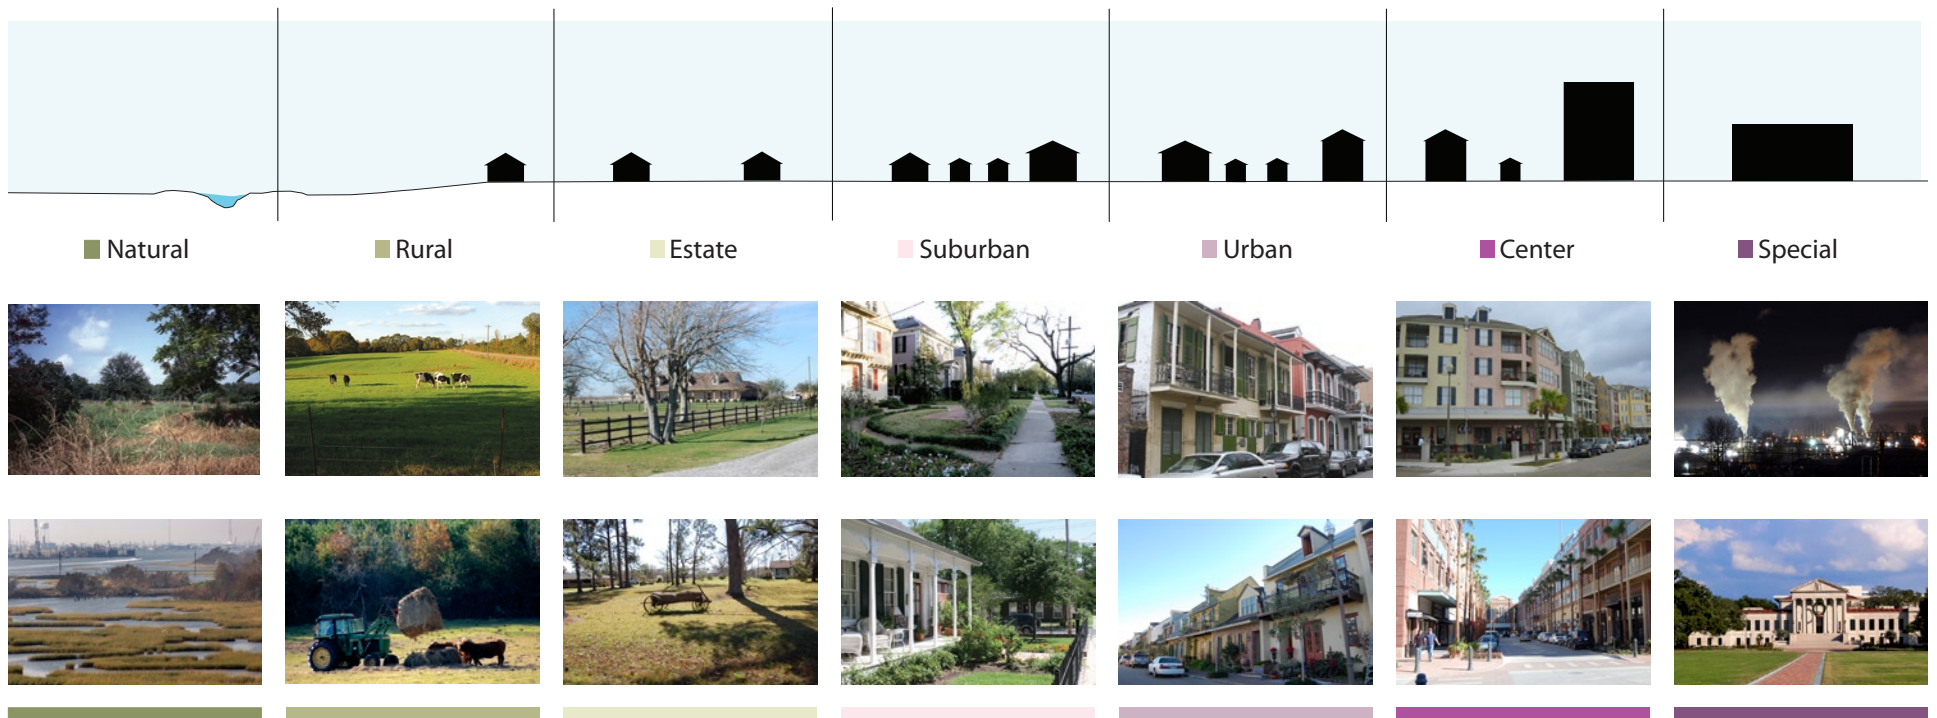 Natural
Rural
Estate
Suburban
Urban
Center
Special